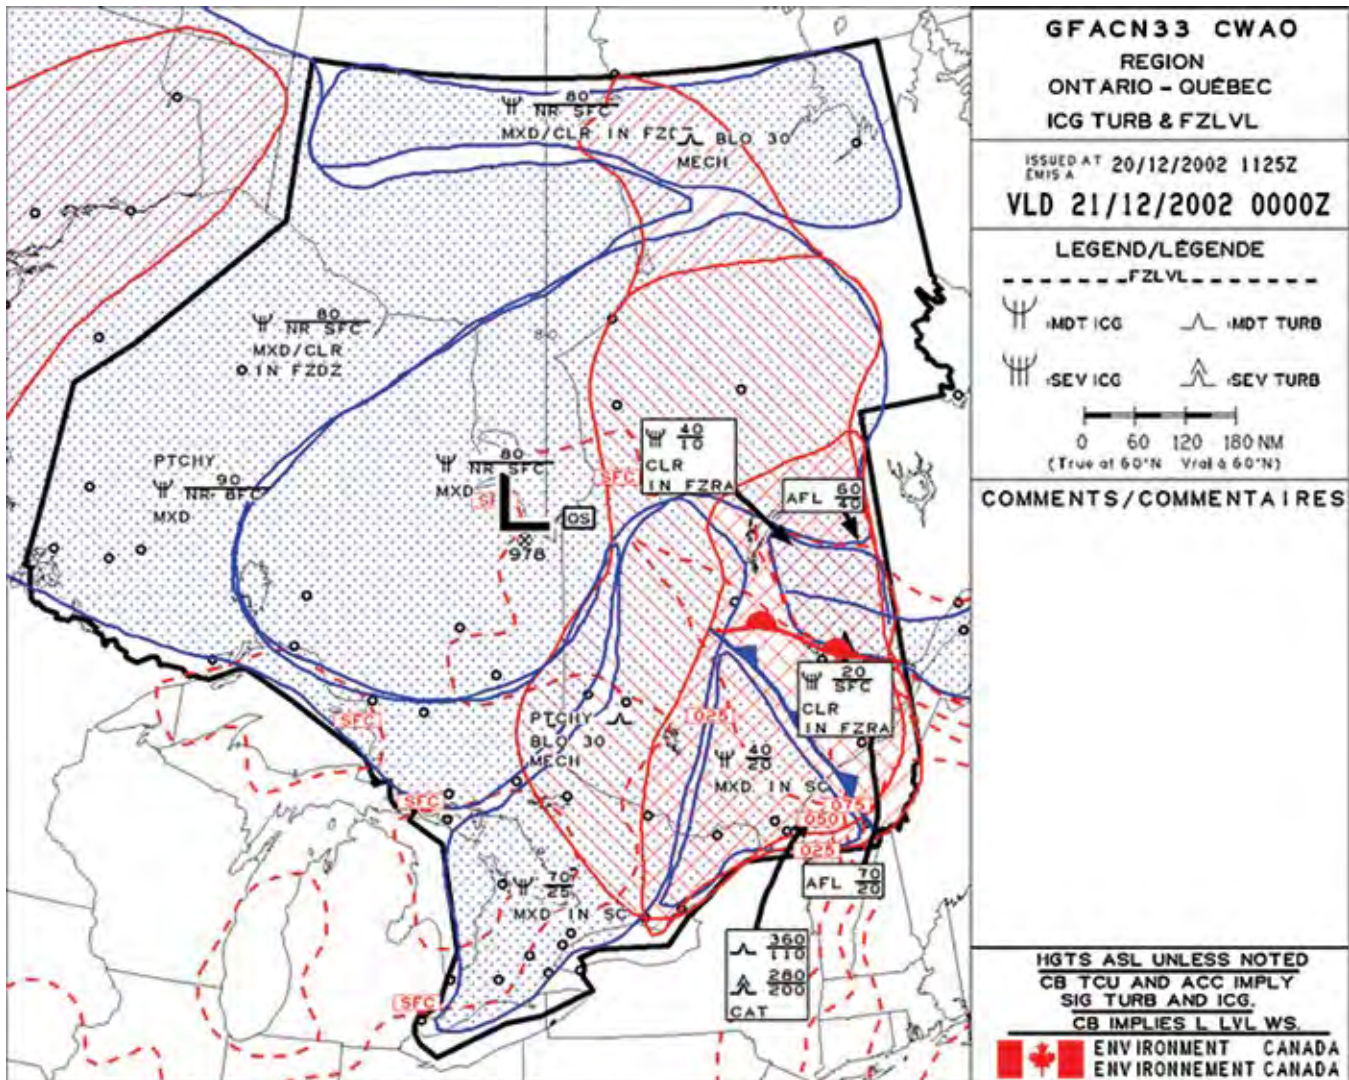 GFACN33 CWAO
REGION
ONTARIO - QUÉBEC
ICG TURB & FZLVL
ISSUED AT
EMIS A
20/12/2002 1125Z
VLD 21/12/2002 0000Z
LEGEND/LÉGENDE
FZLVL
:MDT ICG
:MDT TURB
:SEV ICG
:SEV TURB
0 60 120 180 NM
(True at 60°N Vrai à 60°N)
COMMENTS/COMMENTAIRES
HGTS ASL UNLESS NOTED
CB TCU AND ACC IMPLY
SIG TURB AND ICG.
CB IMPLIES L LVL WS.
ENVIRONMENT CANADA
ENVIRONNEMENT CANADA
80
NR SFC
MXD/CLR IN
BLO 30
MECH
80
NR SFC
MXD/CLR
IN FZDZ
80
PTCHY
90
NR SFC
MXD
80
NR SFC
MXD
QS
978
SFC
40
10
CLR
IN FZRA
AFL 60
40
20
SFC
CLR
IN FZRA
SFC
025
PTCHY
BLO 30
MECH
40
20
MXD IN SC
SFC
075
050
025
AFL 70
20
70
25
MXD IN SC
360
110
280
200
CAT
SFC